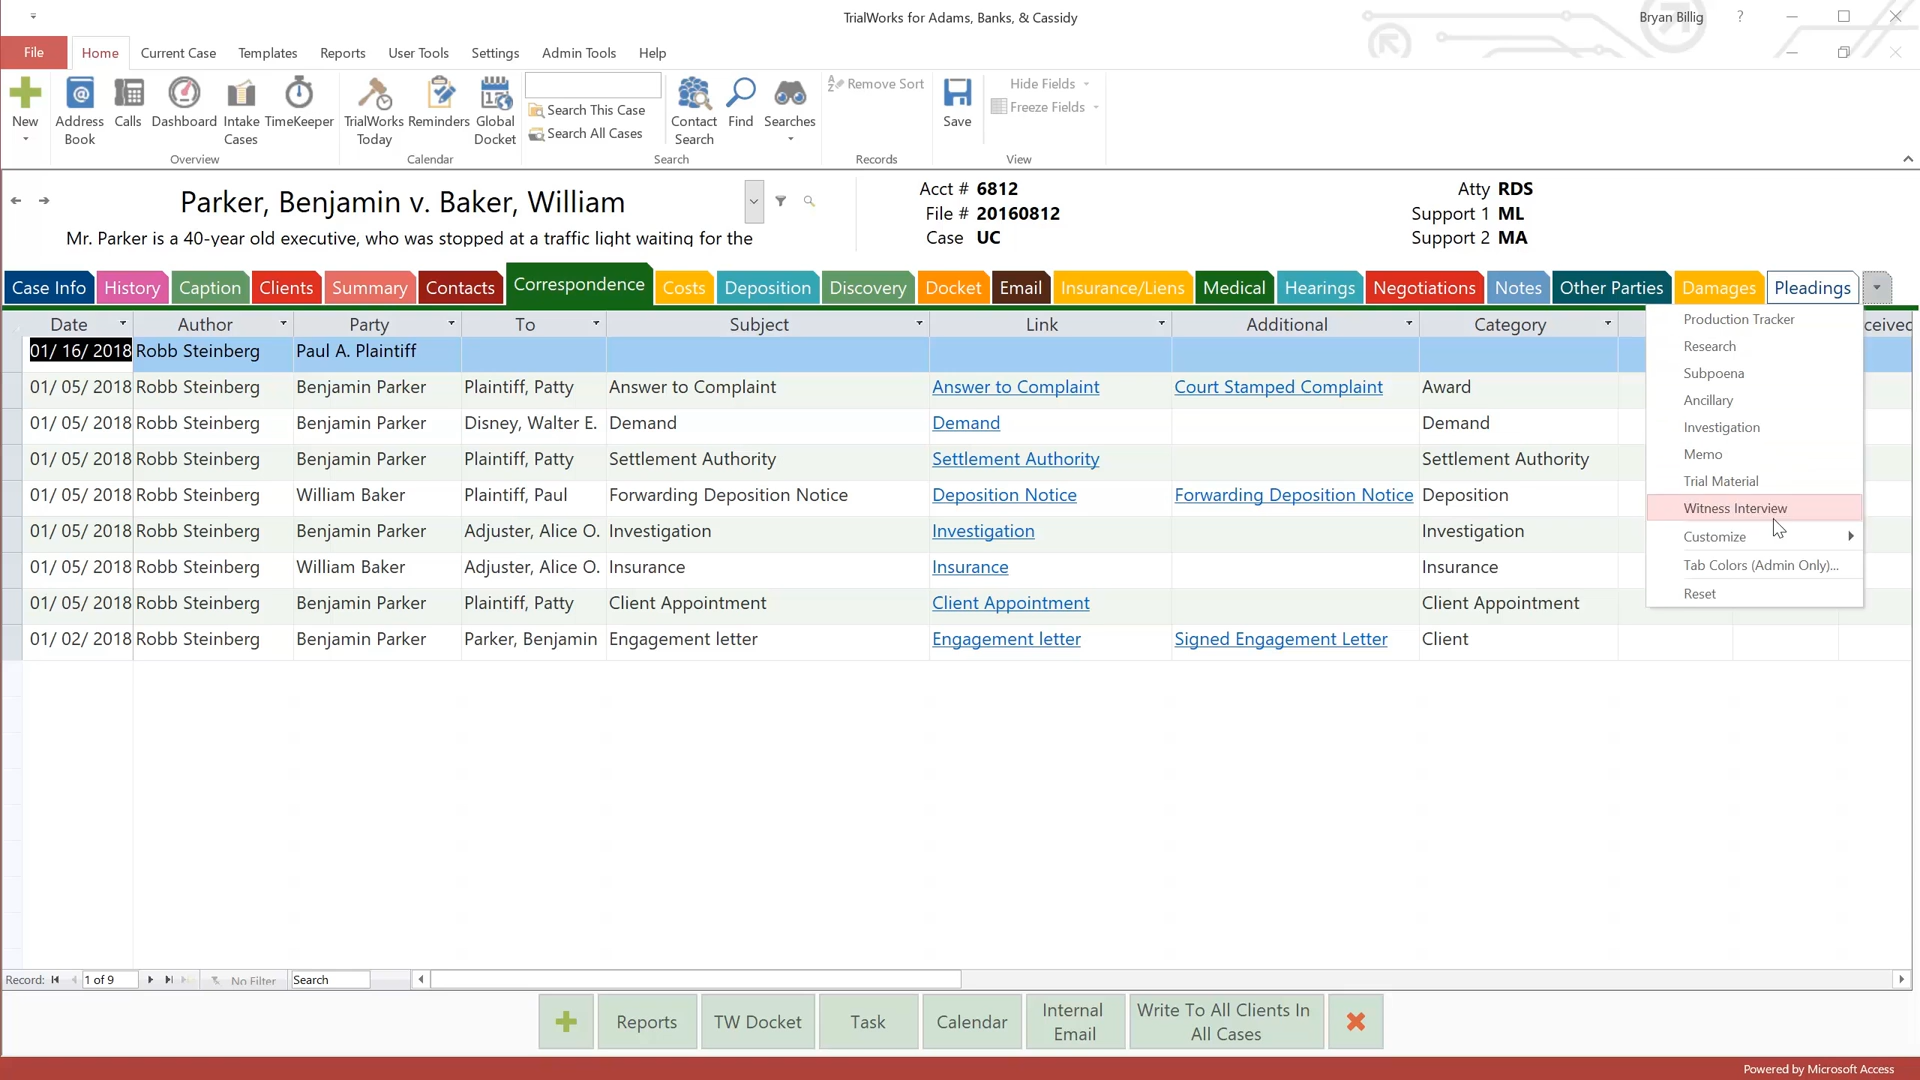 TrialWorks for Adams, Banks, & Cassidy
Bryan Billig
?
File
Home
Current Case
Templates
Reports
User Tools
Settings
Admin Tools
Help
New
Address Book
Calls
Dashboard
Intake Cases
TimeKeeper
Overview
TrialWorks Today
Reminders
Global Docket
Calendar
Search This Case
Search All Cases
Contact Search
Find
Searches
Search
Remove Sort
Records
Save
Hide Fields
Freeze Fields
View
Parker, Benjamin v. Baker, William
Mr. Parker is a 40-year old executive, who was stopped at a traffic light waiting for the
Acct # 6812
File # 20160812
Case UC
Atty RDS
Support 1 ML
Support 2 MA
Case Info History Caption Clients Summary Contacts Correspondence Costs Deposition Discovery Docket Email Insurance/Liens Medical Hearings Negotiations Notes Other Parties Damages Pleadings
Date Author Party To Subject Link Additional Category ceived
01/ 16/ 2018 Robb Steinberg Paul A. Plaintiff
01/ 05/ 2018 Robb Steinberg Benjamin Parker Plaintiff, Patty Answer to Complaint Answer to Complaint Court Stamped Complaint Award
01/ 05/ 2018 Robb Steinberg Benjamin Parker Disney, Walter E. Demand Demand Demand
01/ 05/ 2018 Robb Steinberg Benjamin Parker Plaintiff, Patty Settlement Authority Settlement Authority Settlement Authority
01/ 05/ 2018 Robb Steinberg William Baker Plaintiff, Paul Forwarding Deposition Notice Deposition Notice Forwarding Deposition Notice Deposition
01/ 05/ 2018 Robb Steinberg Benjamin Parker Adjuster, Alice O. Investigation Investigation Investigation
01/ 05/ 2018 Robb Steinberg William Baker Adjuster, Alice O. Insurance Insurance Insurance
01/ 05/ 2018 Robb Steinberg Benjamin Parker Plaintiff, Patty Client Appointment Client Appointment Client Appointment
01/ 02/ 2018 Robb Steinberg Benjamin Parker Parker, Benjamin Engagement letter Engagement letter Signed Engagement Letter Client
Production Tracker
Research
Subpoena
Ancillary
Investigation
Memo
Trial Material
Witness Interview
Customize
Tab Colors (Admin Only)...
Reset
Record: 1 of 9 No Filter Search
Reports
TW Docket
Task
Calendar
Internal Email
Write To All Clients In All Cases
Powered by Microsoft Access